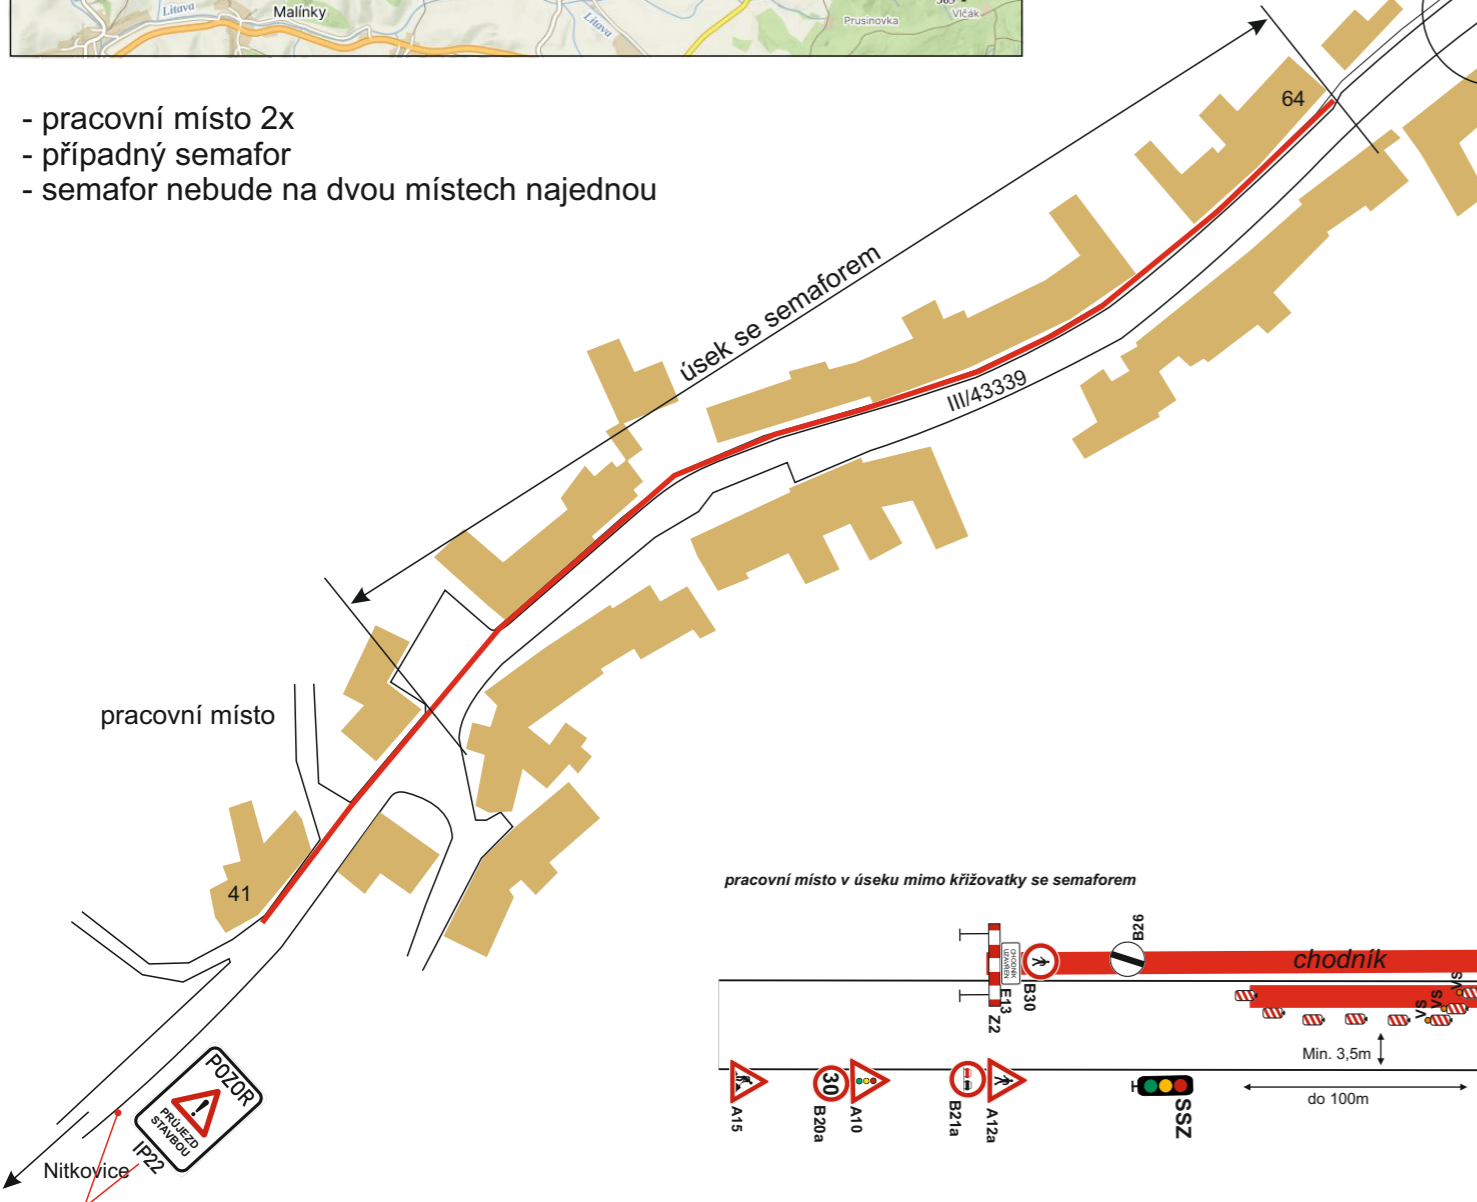 Litava
Malínky
Litava
Prusinovka
Vlčák
- pracovní místo 2x
- případný semafor
- semafor nebude na dvou místech najednou
64
úsek se semaforem
III/43339
pracovní místo
41
pracovní místo v úseku mimo křižovatky se semaforem
B26
CHODNÍK
UZAVŘEN
E13
B30
Z2
chodník
VS
VS
VS
Min. 3,5m
do 100m
A15
30
B20a
A10
B21a
A12a
SSZ
POZOR
!
PRŮJEZD
STAVBOU
IP22
Nitkovice